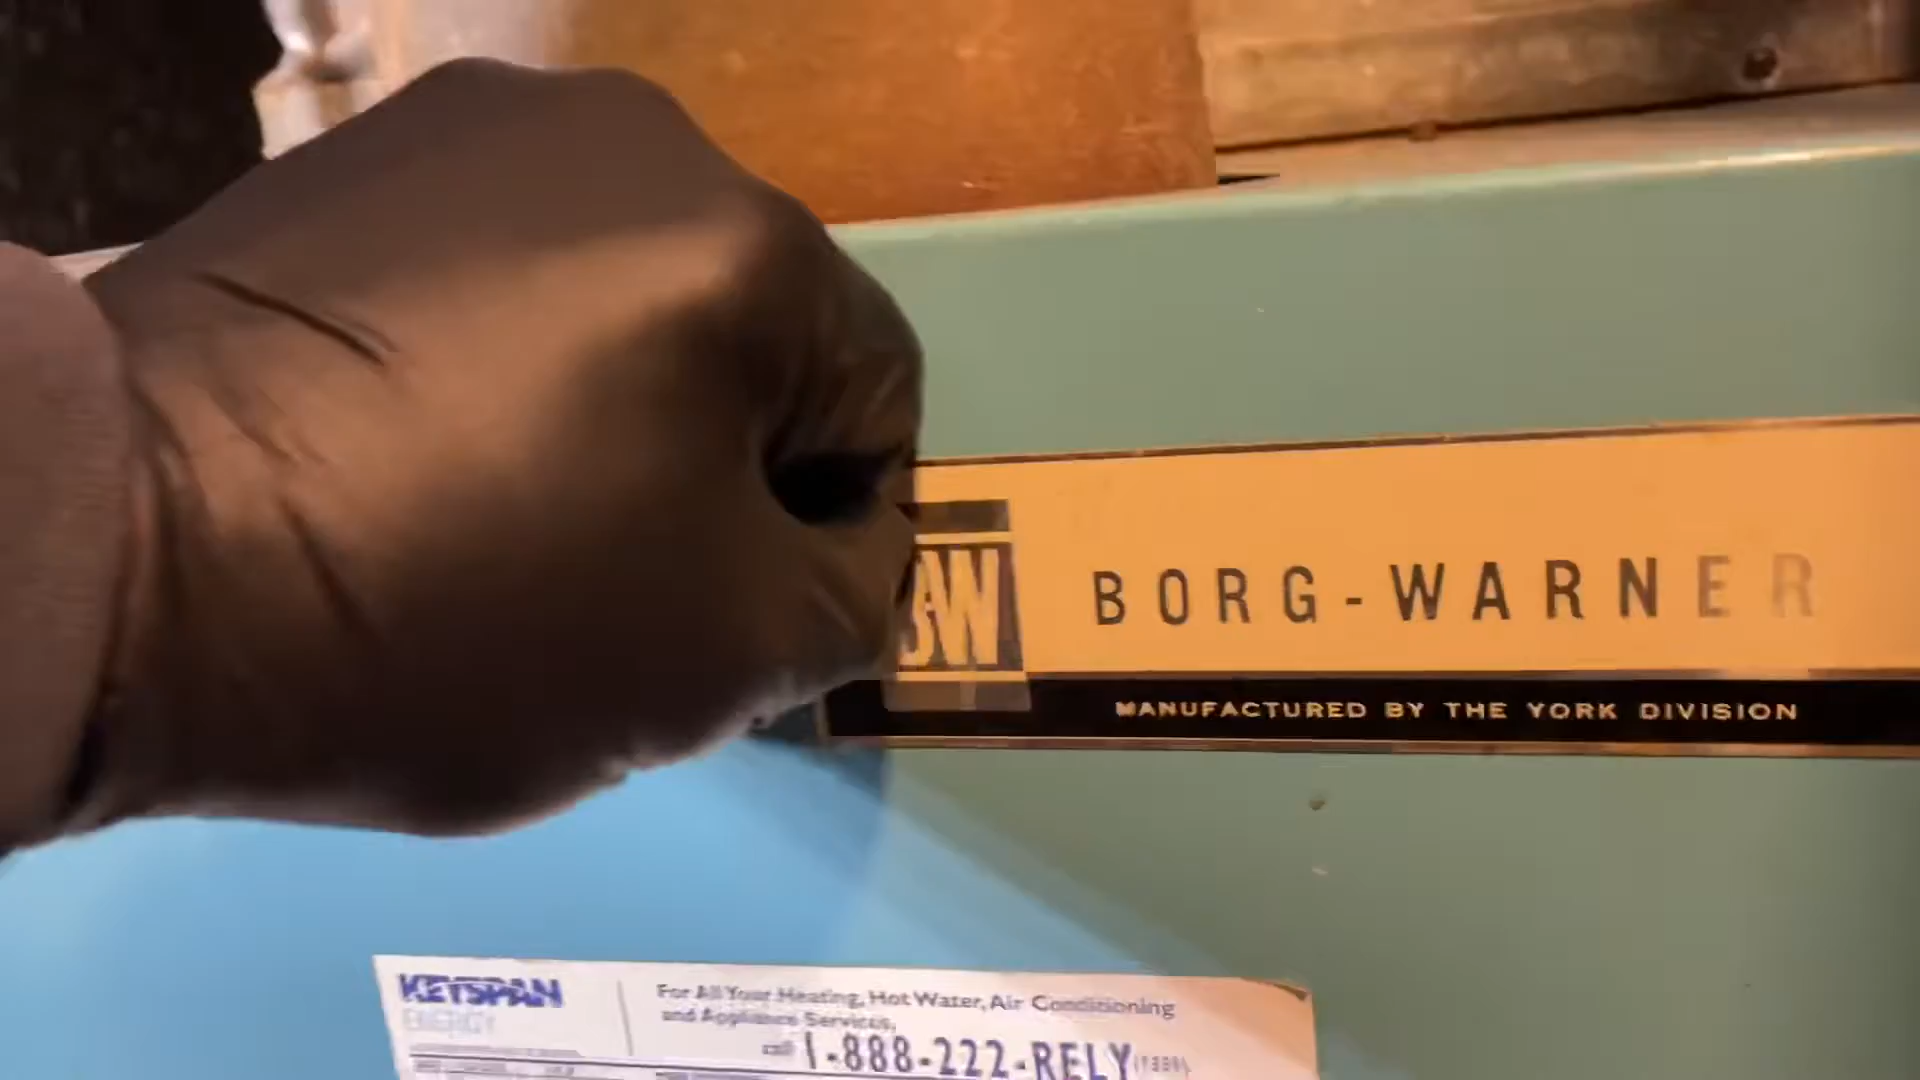 BORG-WARNER
MANUFACTURED BY THE YORK DIVISION
KEYSPAN
ENERGY
For All Your Heating, Hot Water, Air Conditioning
and Appliance Services,
call 1-888-222-RELY